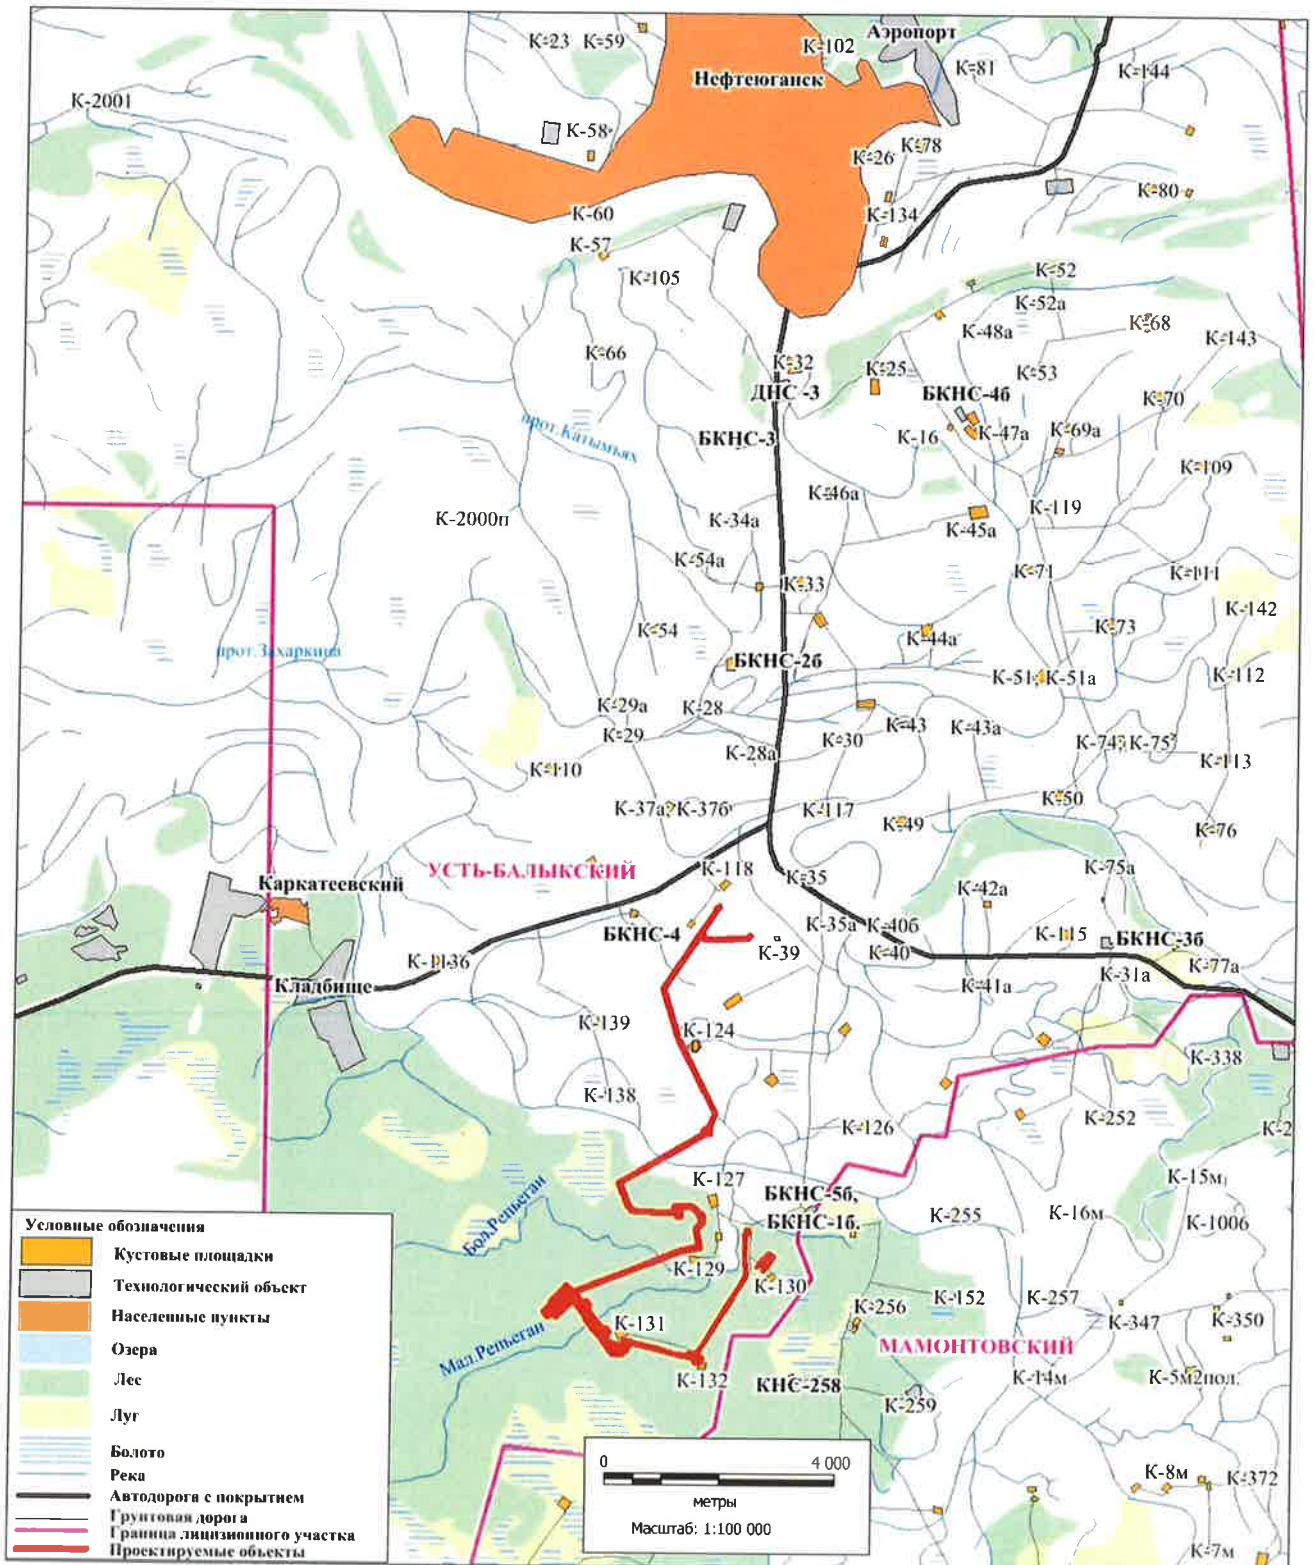 Аэропорт
К-23
К-59
К-102
Нефтеюганск
К-81
К-144
К-2001
К-58
К-26
К-78
К-80
К-60
К-134
К-57
К-105
К-52
К-52а
К-48а
К-68
К-143
К-66
К-32
К-25
К-53
ДНС -3
БКНС-4б
К-70
прот.Катымьях
БКНС-3
К-16
К-47а
К-69а
К-109
К-46а
К-2000п
К-34а
К-119
К-45а
К-54а
К-33
К-71
К-111
К-142
К-54
К-44а
К-73
прот.Захаркина
БКНС-2б
К-51,
К-51а
К-112
К-29а
К-28
К-29
К-43
К-43а
К-30
К-74
К-75
К-28а
К-113
К-110
К-37а
К-37б
К-117
К-50
К-49
К-76
УСТЬ-БАЛЫКСКИЙ
К-118
К-35
К-75а
Каркатеевский
К-42а
БКНС-4
К-35а
К-40б
К-115
БКНС-3б
К-39
К-40
К-1136
К-77а
К-31а
Кладбище
К-41а
К-139
К-124
К-338
К-138
К-252
К-126
К-2
К-127
К-15м
БКНС-5б,
БКНС-1б.
К-255
К-16м
К-1006
Бол.Репьеган
К-129
К-130
К-152
К-257
К-256
К-131
К-347
К-350
Мал.Репьеган
МАМОНТОВСКИЙ
К-132
КНС-258
К-14м
К-5м2пол.
К-259
К-8м
К-372
К-7м
Условные обозначения
Кустовые площадки
Технологический объект
Населенные пункты
Озера
Лес
Луг
Болото
Река
Автодорога с покрытием
Грунтовая дорога
Граница лицизионного участка
Проектируемые объекты
0
4 000
метры
Масштаб: 1:100 000